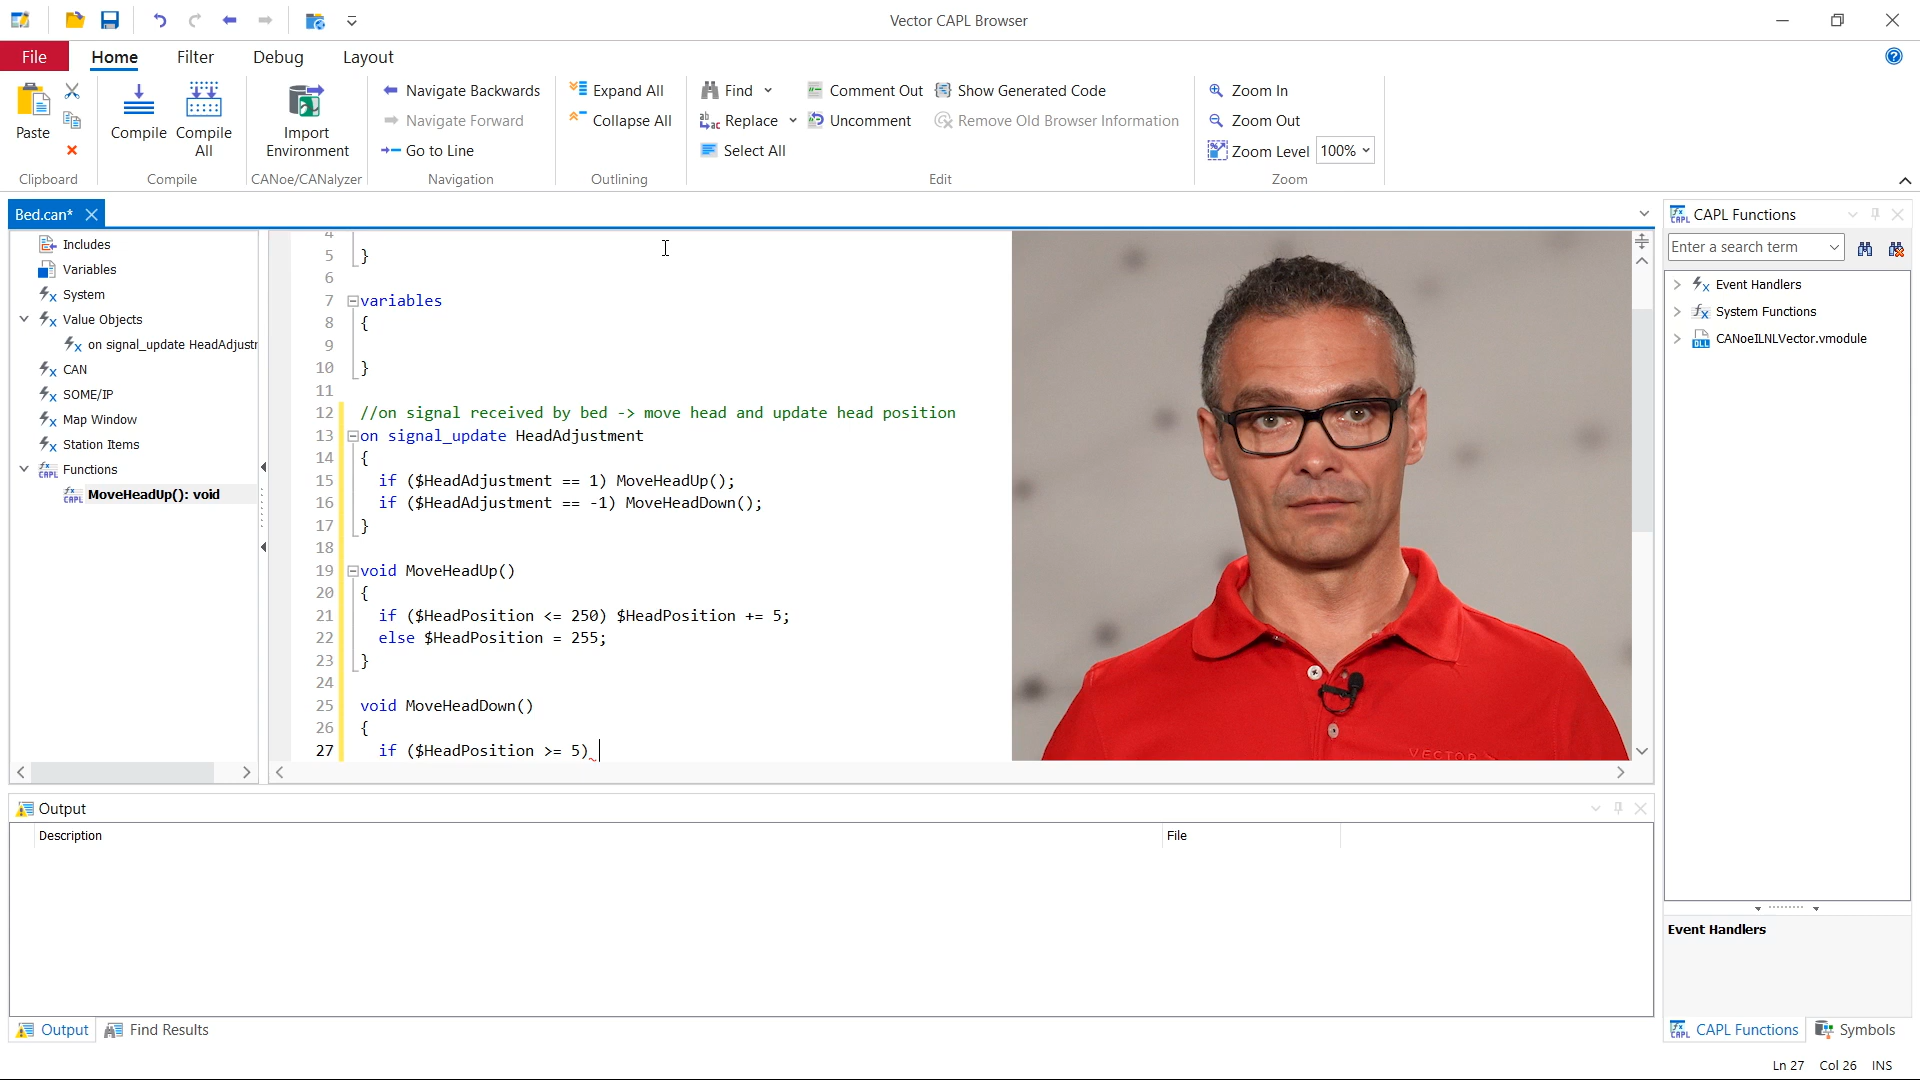 Vector CAPL Browser
File Home Filter Debug Layout
Paste
Clipboard
Compile
Compile All
Compile
Import Environment
CANoe/CANalyzer
Navigate Backwards
Navigate Forward
Go to Line
Navigation
Expand All
Collapse All
Outlining
Find
Replace
Select All
Comment Out
Uncomment
Show Generated Code
Remove Old Browser Information
Edit
Zoom In
Zoom Out
Zoom Level 100%
Zoom
Bed.can*
Includes
Variables
System
Value Objects
on signal_update HeadAdjustr
CAN
SOME/IP
Map Window
Station Items
Functions
MoveHeadUp(): void
4
5 }
6
7 variables
8 {
9
10 }
11
12 //on signal received by bed -> move head and update head position
13 on signal_update HeadAdjustment
14 {
15 if ($HeadAdjustment == 1) MoveHeadUp();
16 if ($HeadAdjustment == -1) MoveHeadDown();
17 }
18
19 void MoveHeadUp()
20 {
21 if ($HeadPosition <= 250) $HeadPosition += 5;
22 else $HeadPosition = 255;
23 }
24
25 void MoveHeadDown()
26 {
27 if ($HeadPosition >= 5)
VECTOR
CAPL Functions
Enter a search term
Event Handlers
System Functions
CANoeILNLVector.vmodule
Event Handlers
CAPL Functions Symbols
Output
Description File
Output Find Results
Ln 27 Col 26 INS